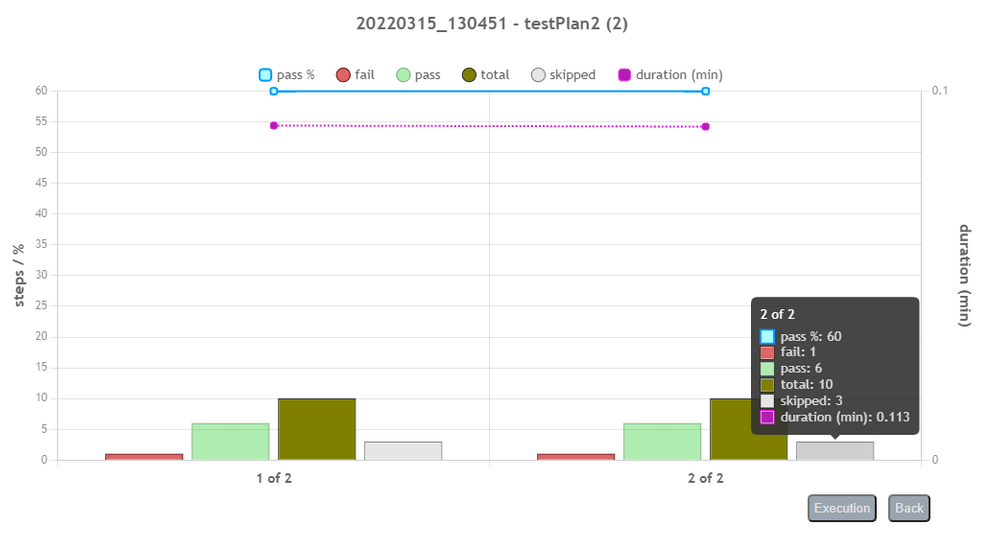 20220315_130451 - testPlan2 (2)
pass % fail pass total skipped duration (min)
60 0.1
55
50
45
40
35
30
25
20
15
10
5
0 0
steps / %
duration (min)
2 of 2
pass %: 60
fail: 1
pass: 6
total: 10
skipped: 3
duration (min): 0.113
1 of 2 2 of 2
Execution Back